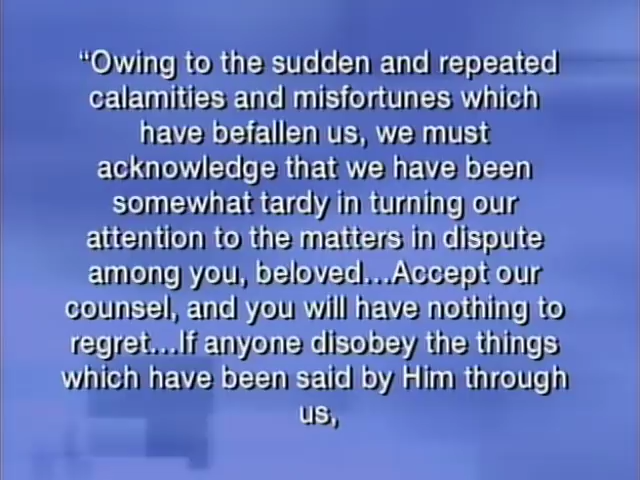 “Owing to the sudden and repeated
calamities and misfortunes which
have befallen us, we must
acknowledge that we have been
somewhat tardy in turning our
attention to the matters in dispute
among you, beloved...Accept our
counsel, and you will have nothing to
regret...If anyone disobey the things
which have been said by Him through
us,